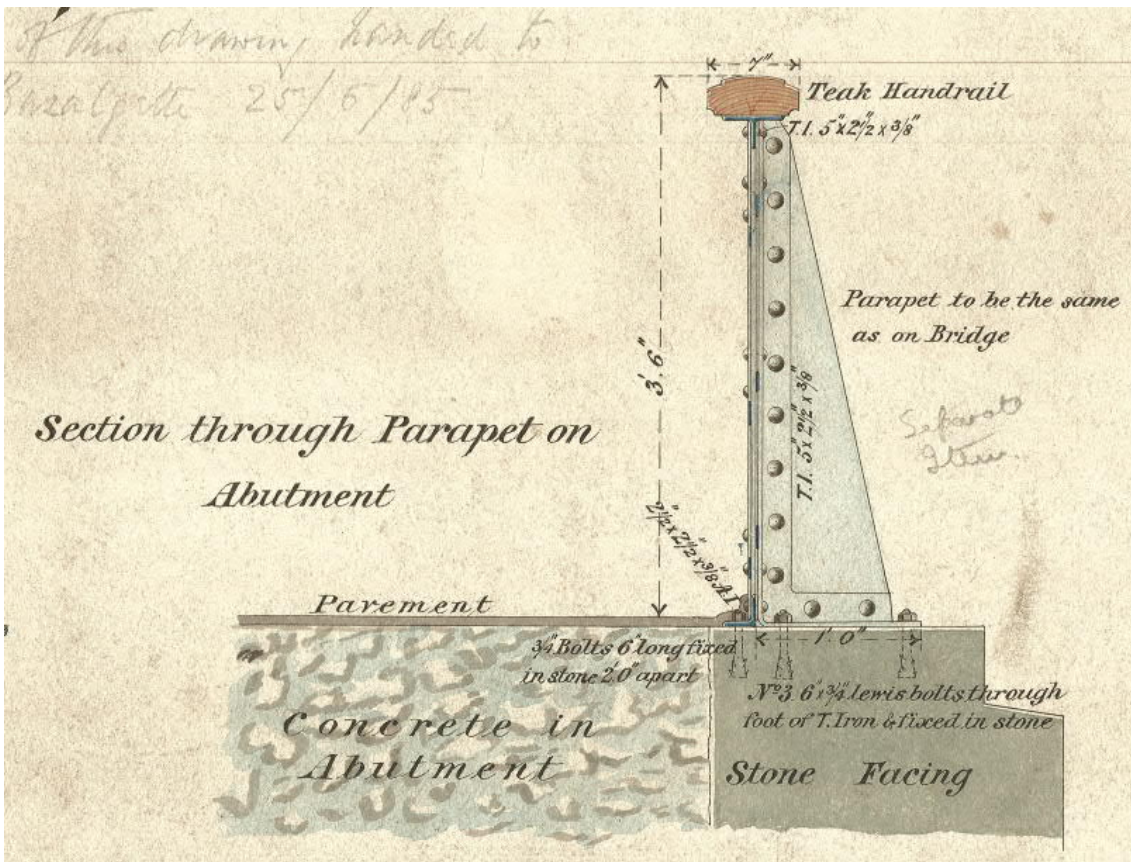 of this drawing handed to
Bazalgette 25/6/85
7"
Teak Handrail
T.I. 5"x2½"x⅜"
3'.6"
Parapet to be the same
as on Bridge
Separate
Item.
T.I. 5"x2½"x⅜"
Section through Parapet on
Abutment
2½"x2½"x⅜" A.I
Pavement
1'.0"
¾" Bolts 6" long fixed
in stone 2'.0" apart
Nº3 6"x¾" lewis bolts through
foot of T. Iron & fixed in stone
Concrete in
Abutment
Stone Facing